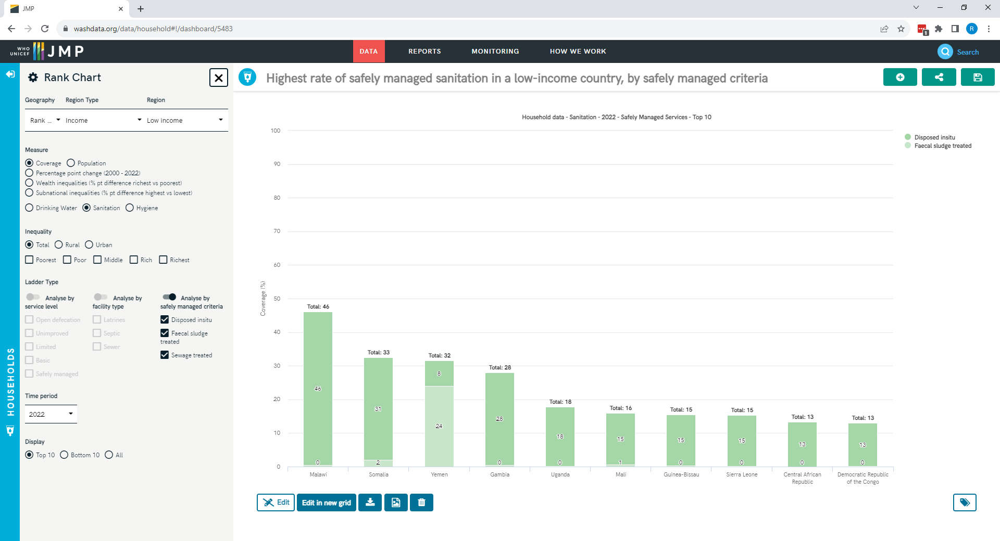 JMP
washdata.org/data/household#!/dashboard/5483
1
R
WHO
UNICEF
JMP
DATA
REPORTS
MONITORING
HOW WE WORK
Search
Rank Chart
Highest rate of safely managed sanitation in a low-income country, by safely managed criteria
Geography
Region Type
Region
Rank ...
Income
Low income
Measure
Coverage
Population
Percentage point change (2000 - 2022)
Wealth inequalities (% pt difference richest vs poorest)
Subnational inequalities (% pt difference highest vs lowest)
Drinking Water
Sanitation
Hygiene
Inequality
Total
Rural
Urban
Poorest
Poor
Middle
Rich
Richest
Ladder Type
Analyse by
service level
Open defecation
Unimproved
Limited
Basic
Safely managed
Analyse by
facility type
Latrines
Septic
Sewer
Analyse by
safely managed criteria
Disposed insitu
Faecal sludge
treated
Sewage treated
Time period
2022
Display
Top 10
Bottom 10
All
HOUSEHOLDS
Household data - Sanitation - 2022 - Safely Managed Services - Top 10
Disposed insitu
Faecal sludge treated
Coverage (%)
100
90
80
70
60
50
40
30
20
10
0
Total: 46
46
0
Total: 33
31
2
Total: 32
8
24
Total: 28
28
0
Total: 18
18
0
Total: 16
15
1
Total: 15
15
0
Total: 15
15
0
Total: 13
13
0
Total: 13
13
0
Malawi
Somalia
Yemen
Gambia
Uganda
Mali
Guinea-Bissau
Sierra Leone
Central African
Republic
Democratic Republic
of the Congo
Edit
Edit in new grid